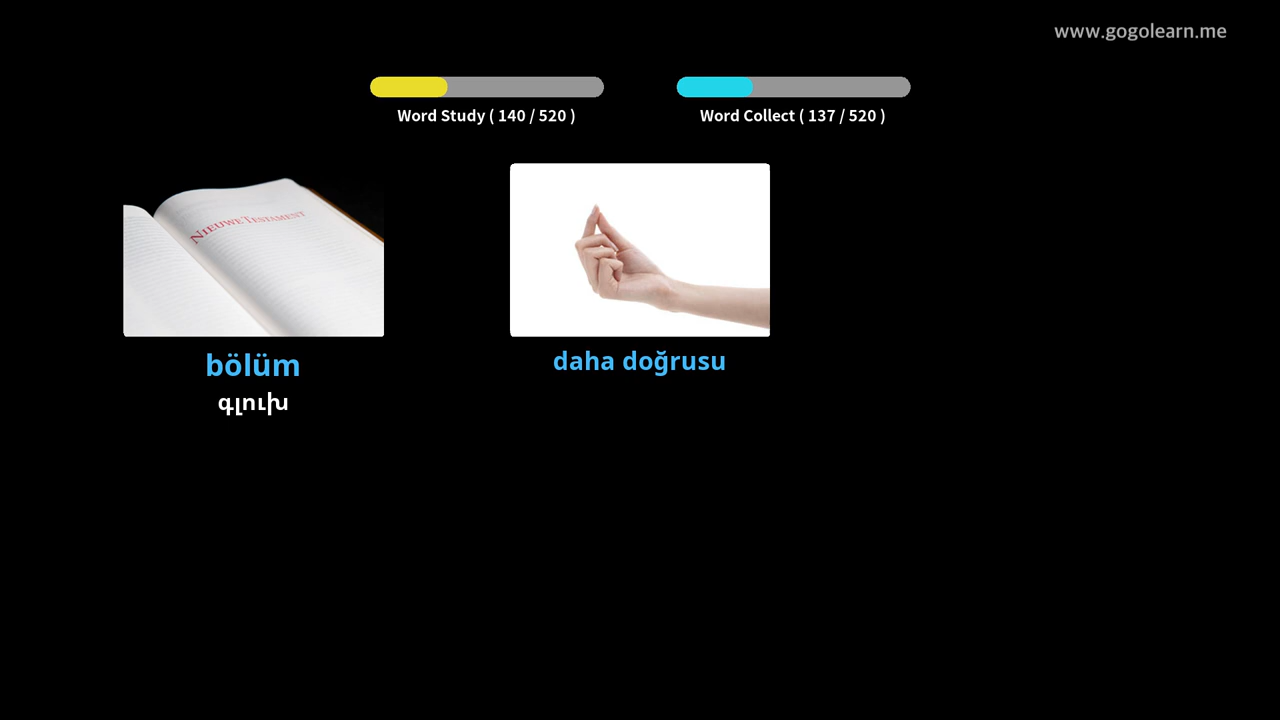 www.gogolearn.me
Word Study ( 140 / 520 )
Word Collect ( 137 / 520 )
NIEUWE TESTAMENT
bölüm
գլուխ
daha doğrusu